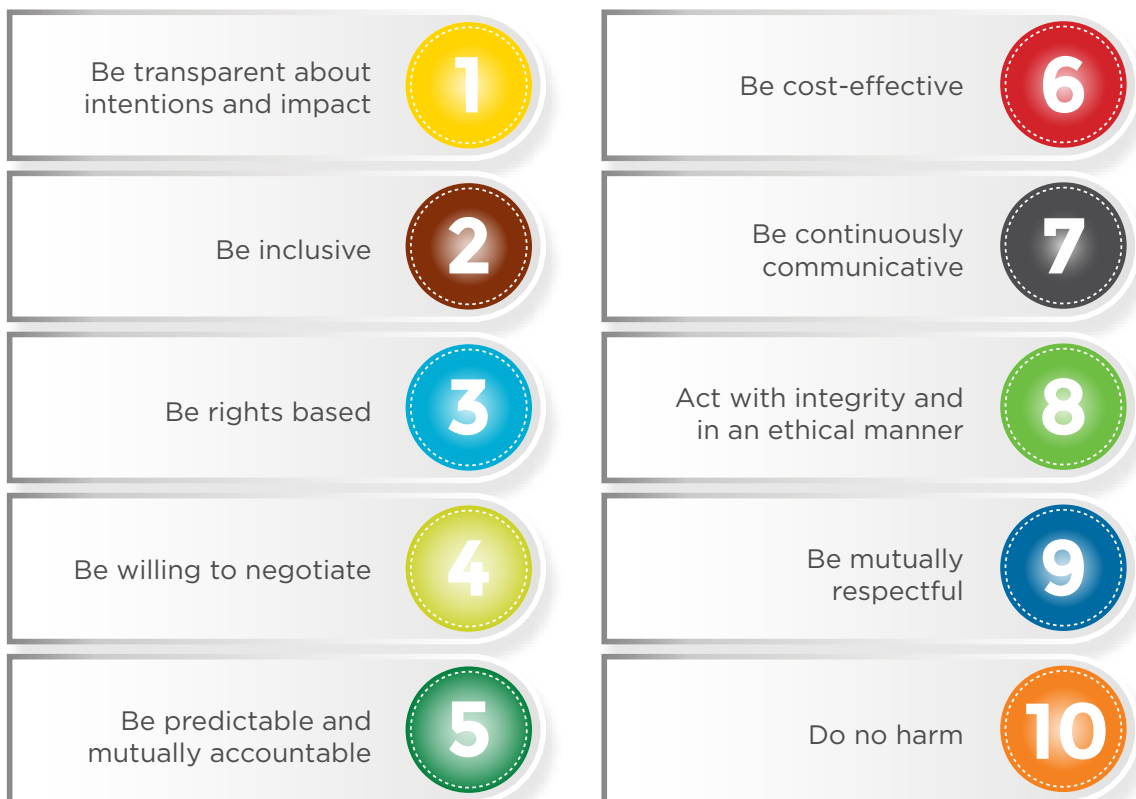 Be transparent about
intentions and impact
1
Be inclusive
2
Be rights based
3
Be willing to negotiate
4
Be predictable and
mutually accountable
5
Be cost-effective
6
Be continuously
communicative
7
Act with integrity and
in an ethical manner
8
Be mutually
respectful
9
Do no harm
10